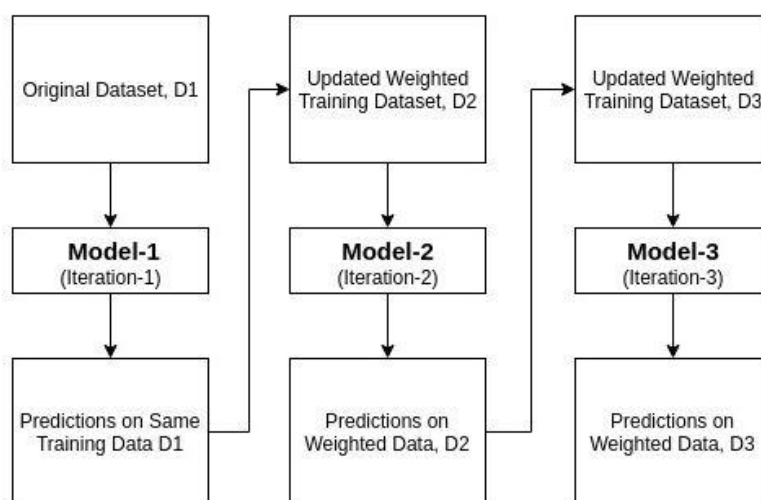 Original Dataset, D1
Model-1
(Iteration-1)
Predictions on Same
Training Data D1
Updated Weighted
Training Dataset, D2
Model-2
(Iteration-2)
Predictions on
Weighted Data, D2
Updated Weighted
Training Dataset, D3
Model-3
(Iteration-3)
Predictions on
Weighted Data, D3